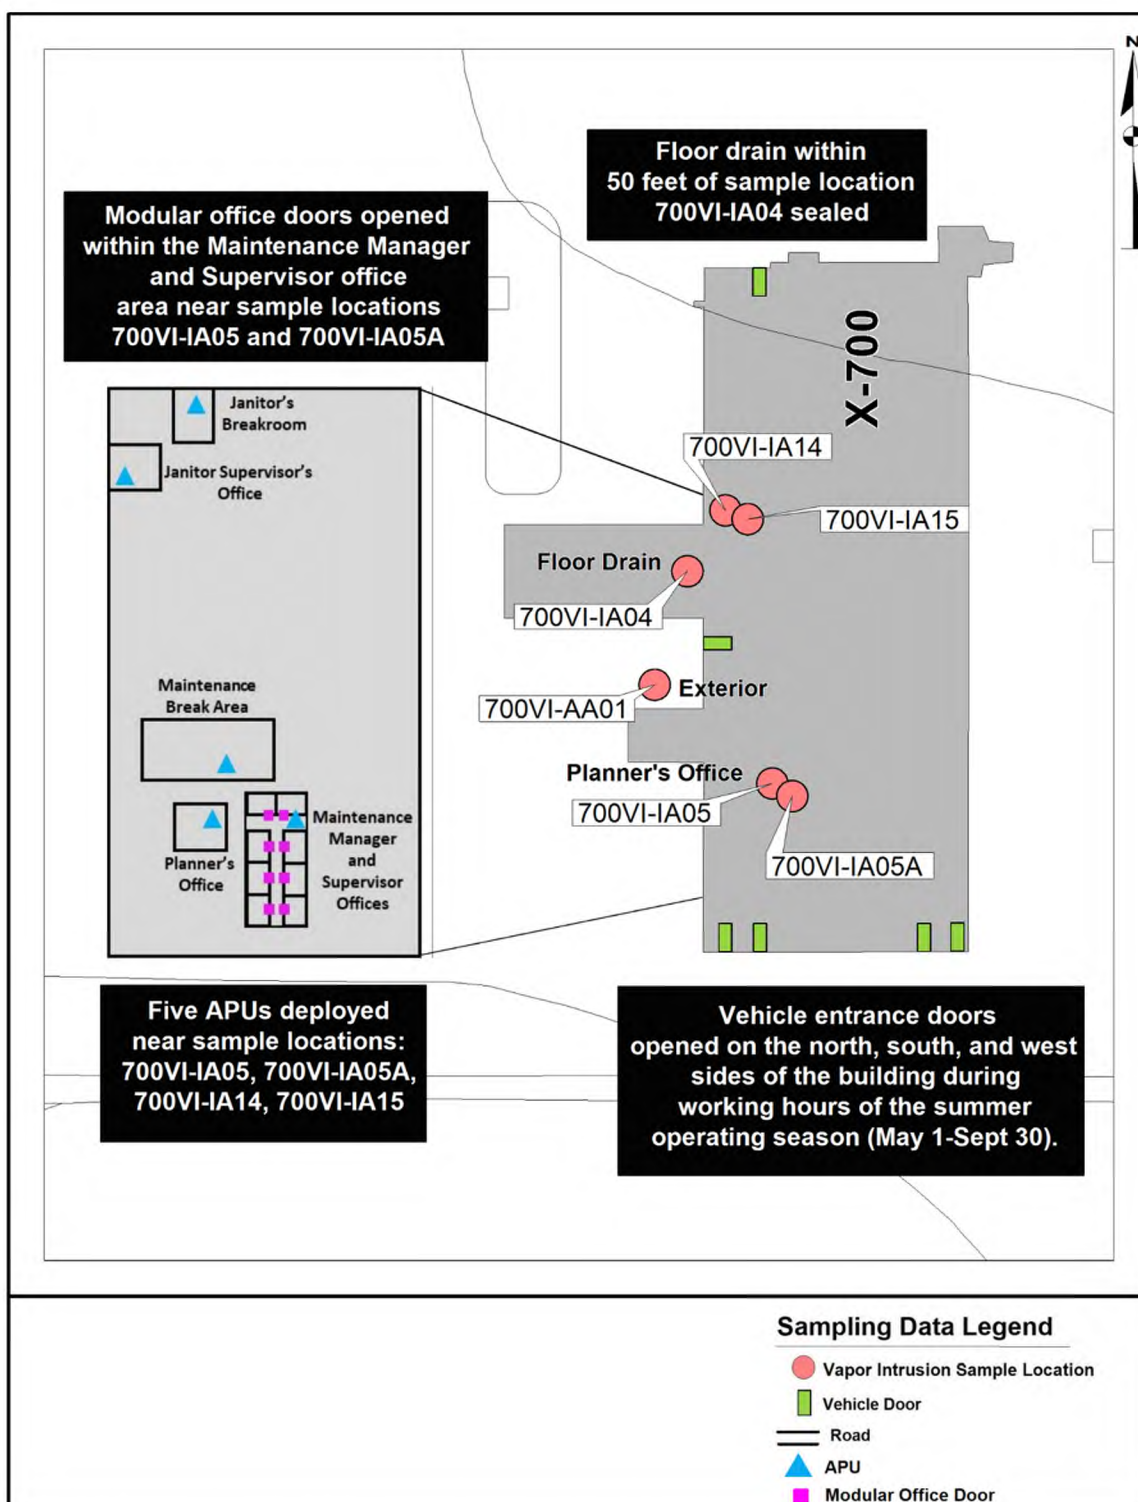 N
Floor drain within
50 feet of sample location
700VI-IA04 sealed
Modular office doors opened
within the Maintenance Manager
and Supervisor office
area near sample locations
700VI-IA05 and 700VI-IA05A
X-700
Janitor's
Breakroom
Janitor Supervisor's
Office
Maintenance
Break Area
Planner's
Office
Maintenance
Manager
and
Supervisor
Offices
700VI-IA14
700VI-IA15
Floor Drain
700VI-IA04
Exterior
700VI-AA01
Planner's Office
700VI-IA05
700VI-IA05A
Five APUs deployed
near sample locations:
700VI-IA05, 700VI-IA05A,
700VI-IA14, 700VI-IA15
Vehicle entrance doors
opened on the north, south, and west
sides of the building during
working hours of the summer
operating season (May 1-Sept 30).
Sampling Data Legend
Vapor Intrusion Sample Location
Vehicle Door
Road
APU
Modular Office Door